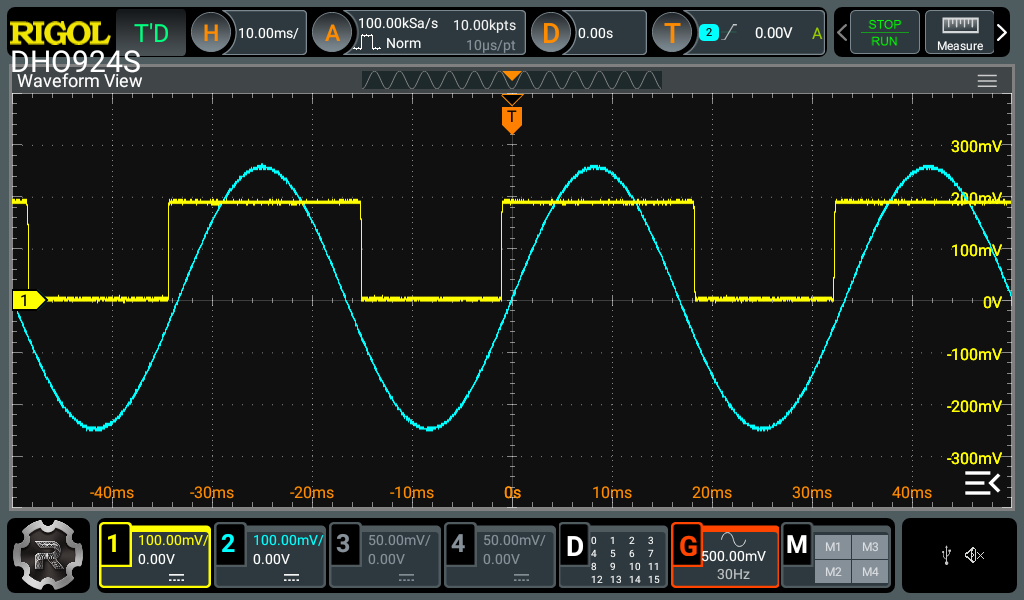 RIGOL T'D H 10.00ms/ A 100.00kSa/s 10.00kpts D 0.00s T 2 0.00V A STOP
Norm 10μs/pt RUN Measure
DHO924S
Waveform View
T
300mV
200mV
100mV
1 0V
-100mV
-200mV
-300mV
-40ms -30ms -20ms -10ms 0s 10ms 20ms 30ms 40ms
1 100.00mV/ 2 100.00mV/ 3 50.00mV/ 4 50.00mV/ D 0 1 2 3 G 500.00mV M M1 M3
0.00V 0.00V 0.00V 0.00V 4 5 6 7 30Hz M2 M4
8 9 10 11
12 13 14 15
R